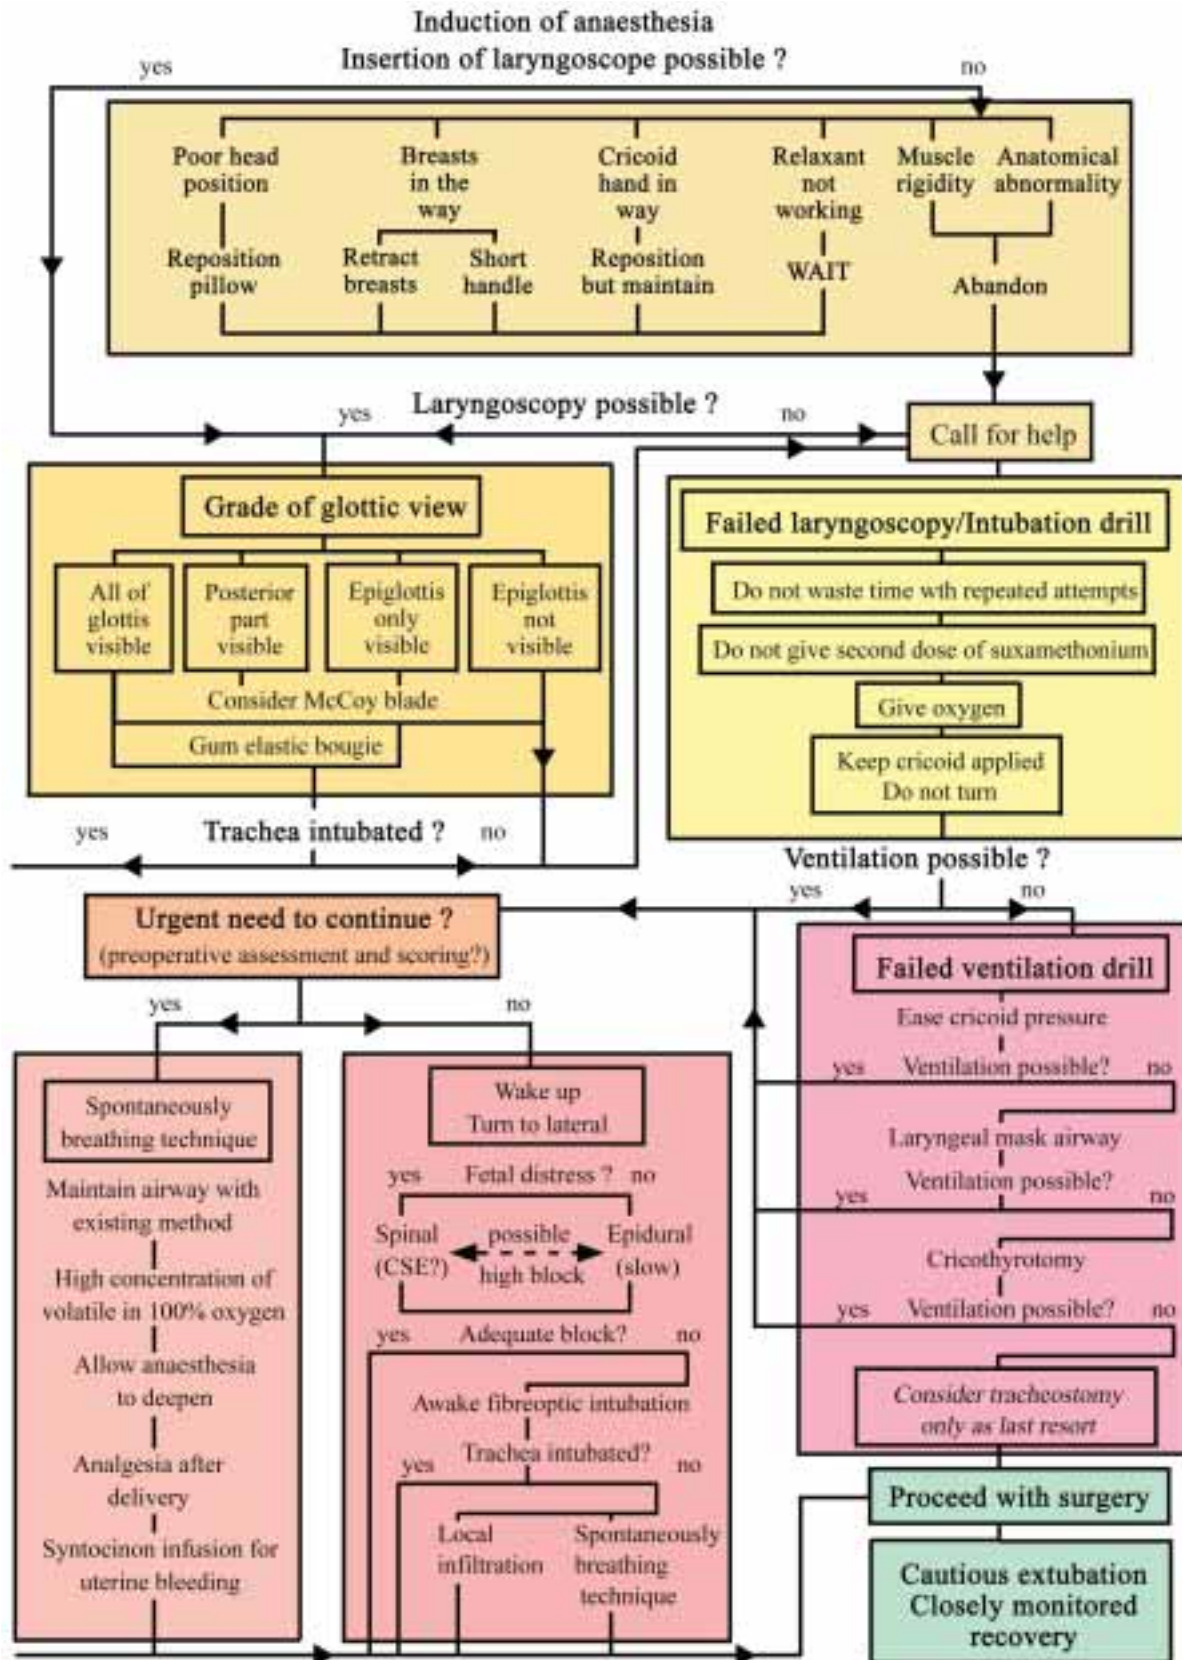 Induction of anaesthesia
Insertion of laryngoscope possible ?
yes
no
Poor head
position
Reposition
pillow
Breasts
in the
way
Retract
breasts
Short
handle
Cricoid
hand in
way
Reposition
but maintain
Relaxant
not
working
WAIT
Muscle
rigidity
Anatomical
abnormality
Abandon
Laryngoscopy possible ?
yes
no
Call for help
Grade of glottic view
All of
glottis
visible
Posterior
part
visible
Epiglottis
only
visible
Epiglottis
not
visible
Consider McCoy blade
Gum elastic bougie
Failed laryngoscopy/Intubation drill
Do not waste time wth repeated attempts
Do not give second dose of suxamethonium
Give oxygen
Keep cricoid applied
Do not turn
yes
Trachea intubated ?
no
Ventilation possible ?
yes
no
Urgent need to continue ?
(preoperative assessment and scoring?)
yes
no
Spontaneously
breathing technique
Maintain airway with
existing method
High concentration of
volatile in 100% oxygen
Allow anaesthesia
to deepen
Analgesia after
delivery
Syntocinon infusion for
uterine bleeding
Wake up
Turn to lateral
yes
Fetal distress ?
no
Spinal
(CSE?)
possible
high block
Epidural
(slow)
yes
Adequate block?
no
Awake fibreoptic intubation
Trachea intubated?
yes
no
Local
infiltration
Spontaneously
breathing
technique
Failed ventilation drill
Ease cricoid pressure
yes
Ventilation possible?
no
Laryngeal mask airway
Ventilation possible?
yes
no
Cricothyrotomy
yes
Ventilation possible?
no
Consider tracheostomy
only as last resort
Proceed with surgery
Cautious extubation
Closely monitored
recovery